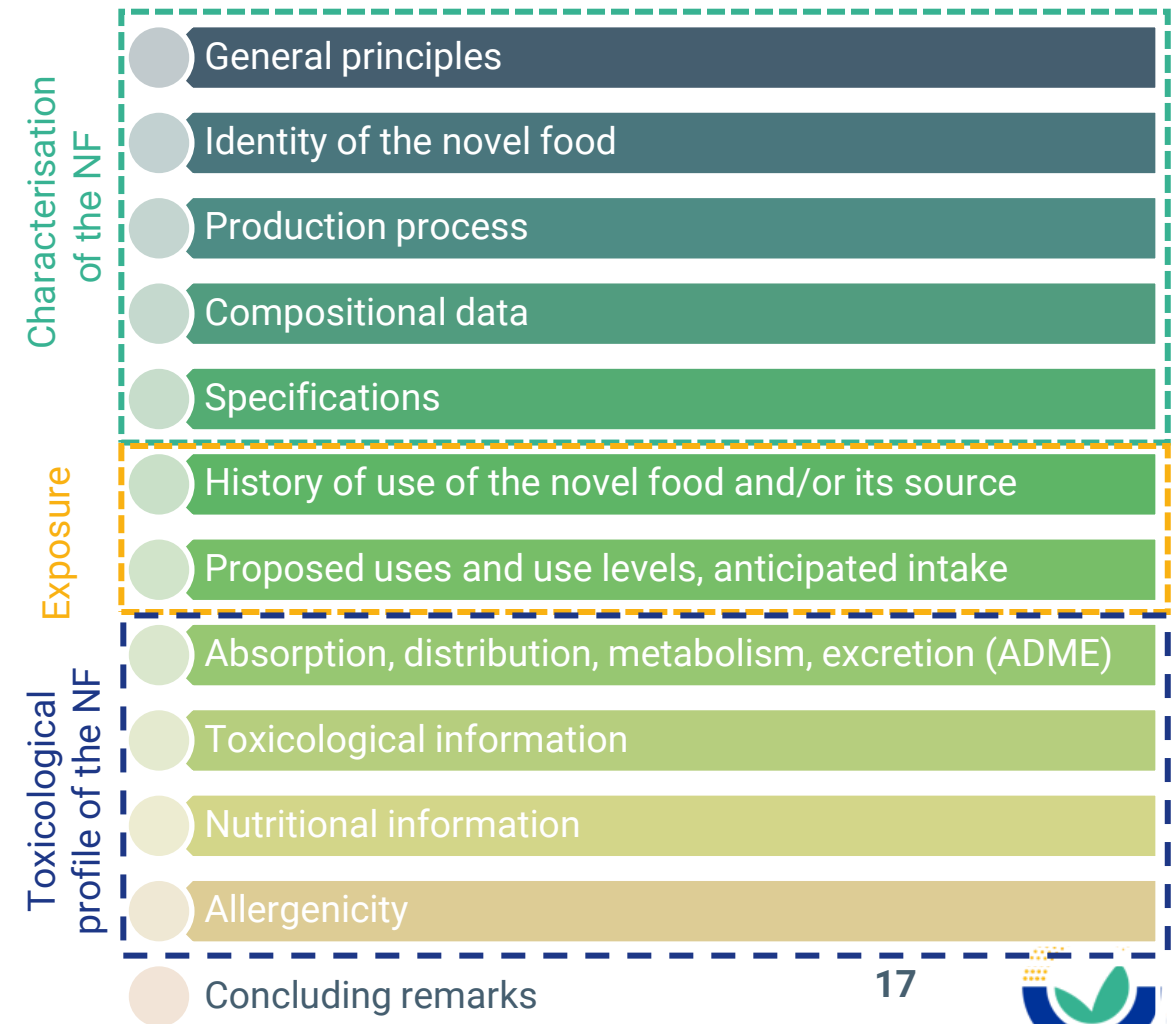 Characterisation
of the NF
General principles
Identity of the novel food
Production process
Compositional data
Specifications
Exposure
History of use of the novel food and/or its source
Proposed uses and use levels, anticipated intake
Toxicological
profile of the NF
Absorption, distribution, metabolism, excretion (ADME)
Toxicological information
Nutritional information
Allergenicity
Concluding remarks
17